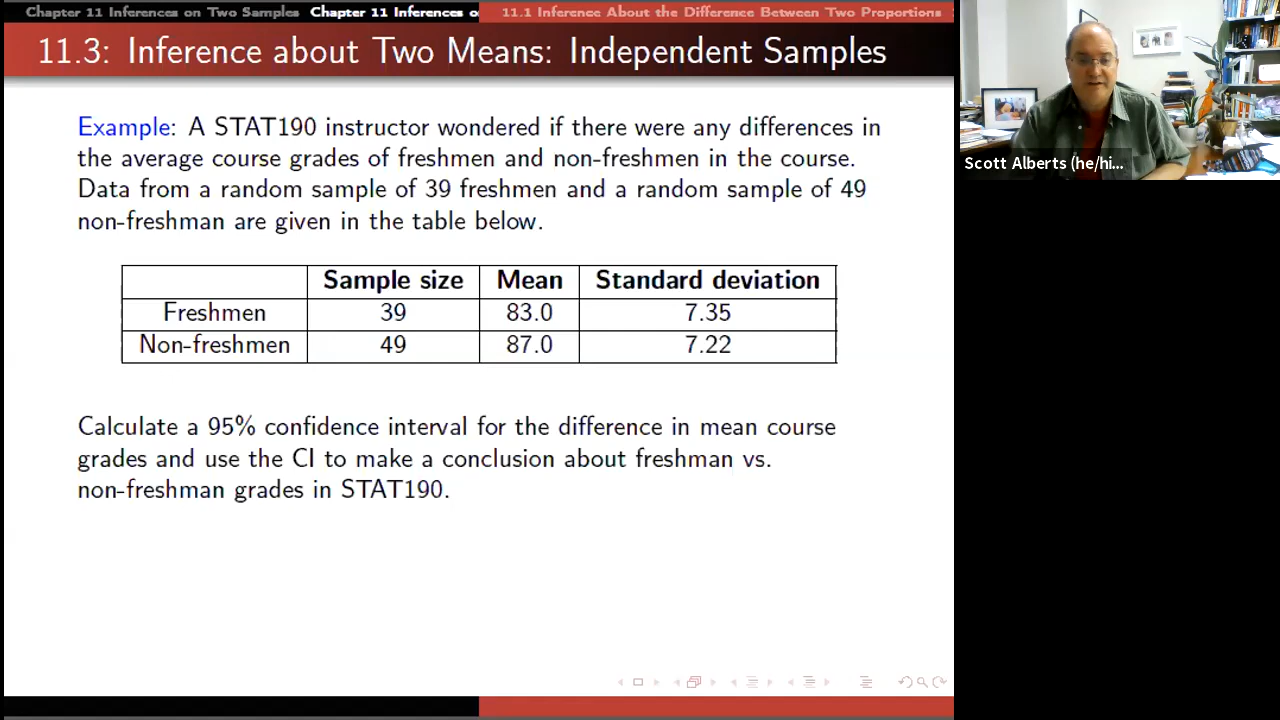 Chapter 11 Inferences on Two Samples Chapter 11 Inferences o 11.1 Inference About the Difference Between Two Proportions
11.3: Inference about Two Means: Independent Samples
Example: A STAT190 instructor wondered if there were any differences in
the average course grades of freshmen and non-freshmen in the course.
Data from a random sample of 39 freshmen and a random sample of 49
non-freshman are given in the table below.
Sample size Mean Standard deviation
Freshmen 39 83.0 7.35
Non-freshmen 49 87.0 7.22
Calculate a 95% confidence interval for the difference in mean course
grades and use the CI to make a conclusion about freshman vs.
non-freshman grades in STAT190.
Scott Alberts (he/hi...